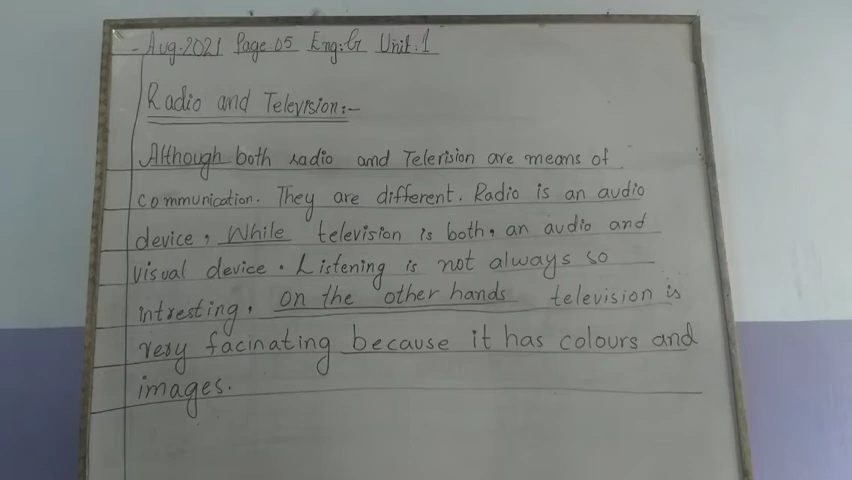 - Aug-2021 Page 05 Eng:G Unit.1
Radio and Television:-
Although both radio and Television are means of
communication. They are different. Radio is an audio
device, While television is both, an audio and
visual device. Listening is not always so
intresting, on the other hands television is
very facinating because it has colours and
images.